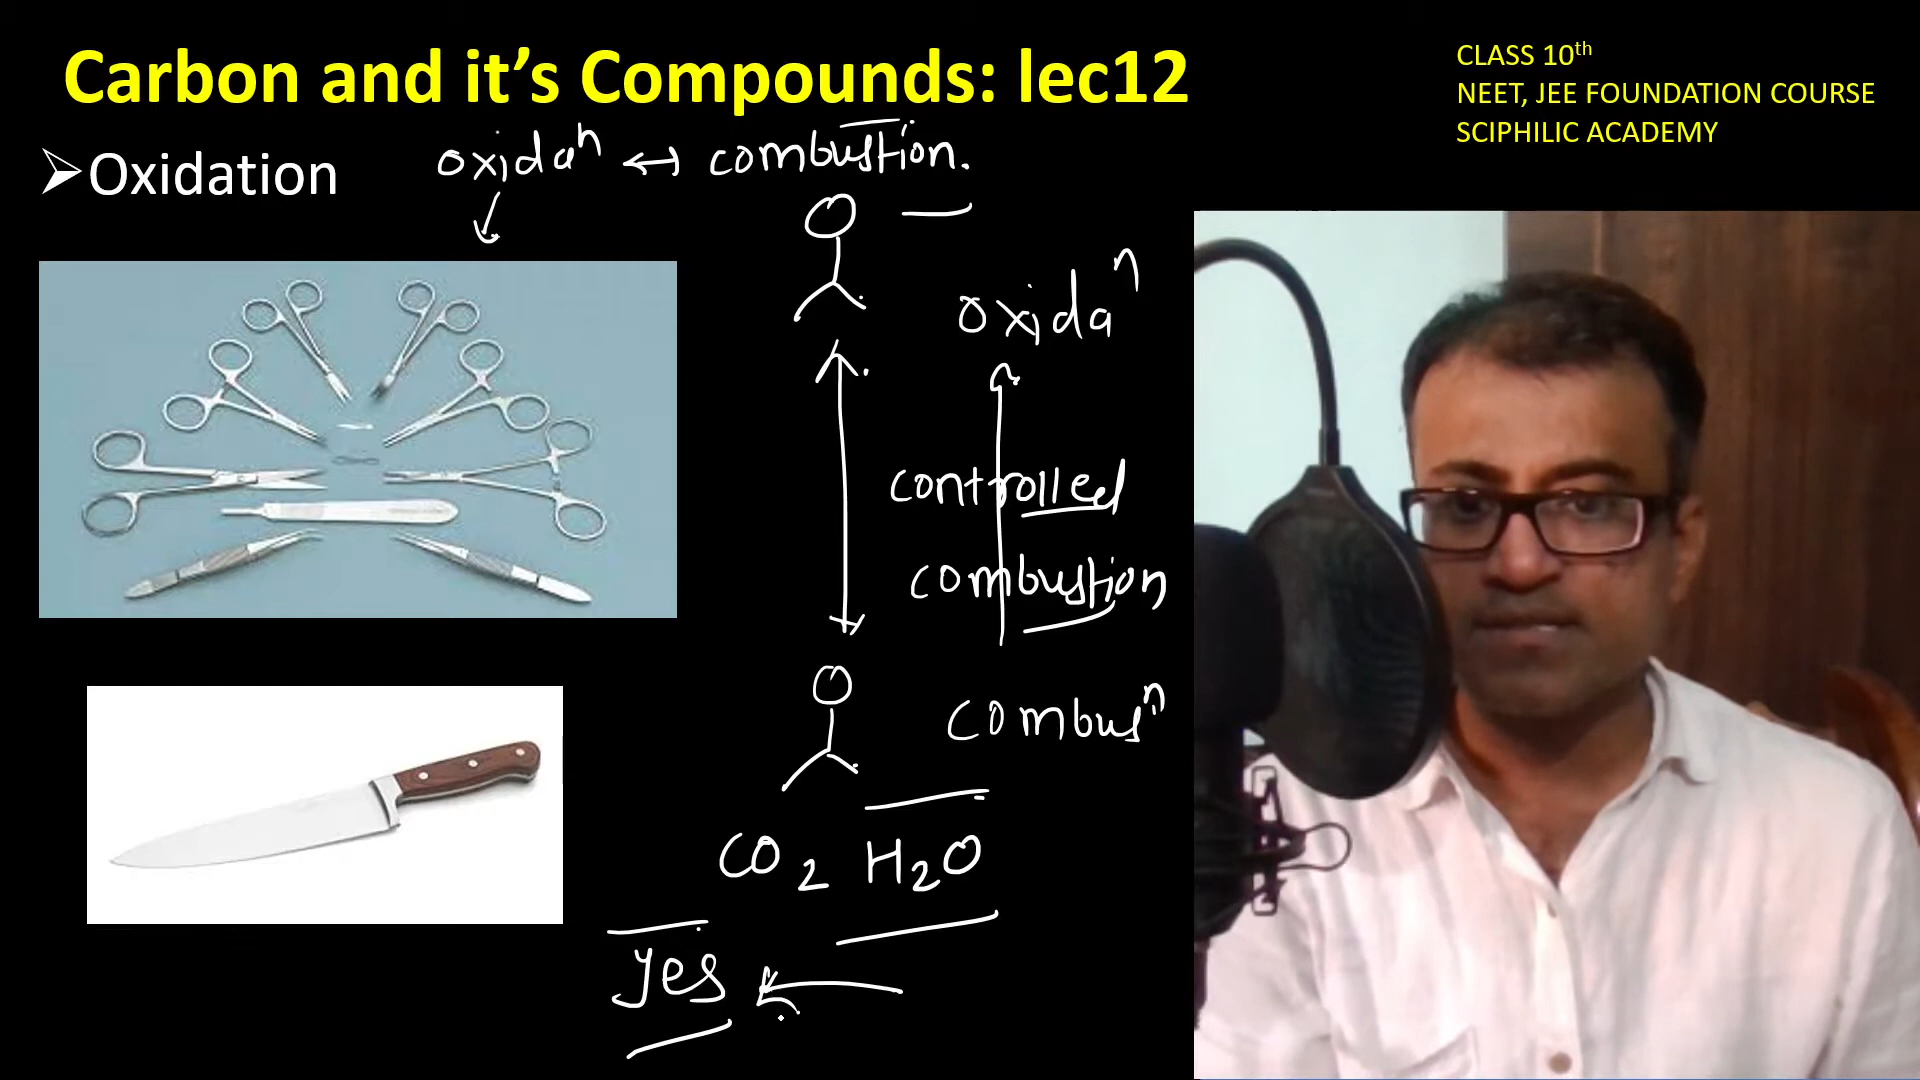 Carbon and it's Compounds: lec12
CLASS 10th
NEET, JEE FOUNDATION COURSE
SCIPHILIC ACADEMY
➢Oxidation
oxidaⁿ ↔ combustion.
oxidaⁿ
controlled
combustion
combusⁿ
CO₂ H₂O
yes